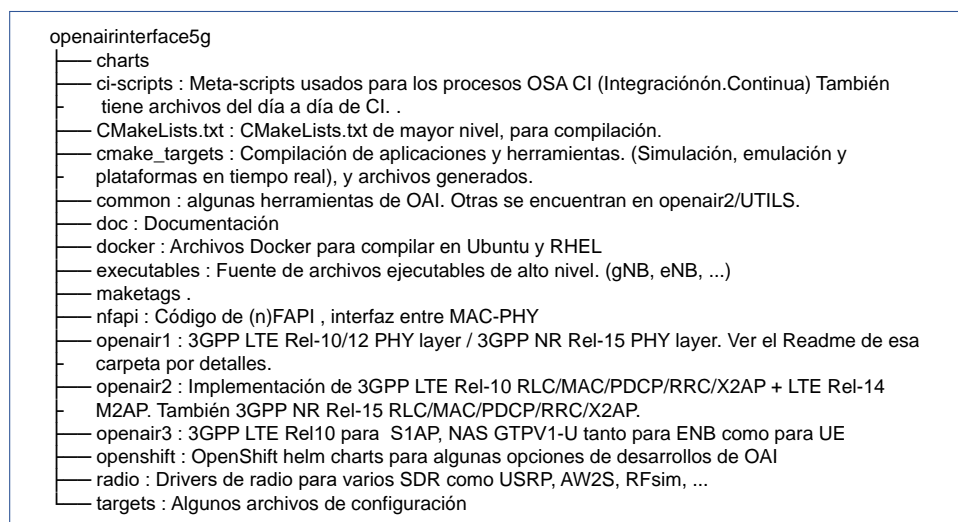 openairinterface5g
├── charts
├── ci-scripts : Meta-scripts usados para los procesos OSA CI (Integraciónón.Continua) También
├ tiene archivos del día a día de CI. .
├── CMakeLists.txt : CMakeLists.txt de mayor nivel, para compilación.
├── cmake_targets : Compilación de aplicaciones y herramientas. (Simulación, emulación y
├ plataformas en tiempo real), y archivos generados.
├── common : algunas herramientas de OAI. Otras se encuentran en openair2/UTILS.
├── doc : Documentación
├── docker : Archivos Docker para compilar en Ubuntu y RHEL
├── executables : Fuente de archivos ejecutables de alto nivel. (gNB, eNB, ...)
├── maketags .
├── nfapi : Código de (n)FAPI , interfaz entre MAC-PHY
├── openair1 : 3GPP LTE Rel-10/12 PHY layer / 3GPP NR Rel-15 PHY layer. Ver el Readme de esa
├ carpeta por detalles.
├── openair2 : Implementación de 3GPP LTE Rel-10 RLC/MAC/PDCP/RRC/X2AP + LTE Rel-14
├ M2AP. También 3GPP NR Rel-15 RLC/MAC/PDCP/RRC/X2AP.
├── openair3 : 3GPP LTE Rel10 para S1AP, NAS GTPV1-U tanto para ENB como para UE
├── openshift : OpenShift helm charts para algunas opciones de desarrollos de OAI
├── radio : Drivers de radio para varios SDR como USRP, AW2S, RFsim, ...
└── targets : Algunos archivos de configuración